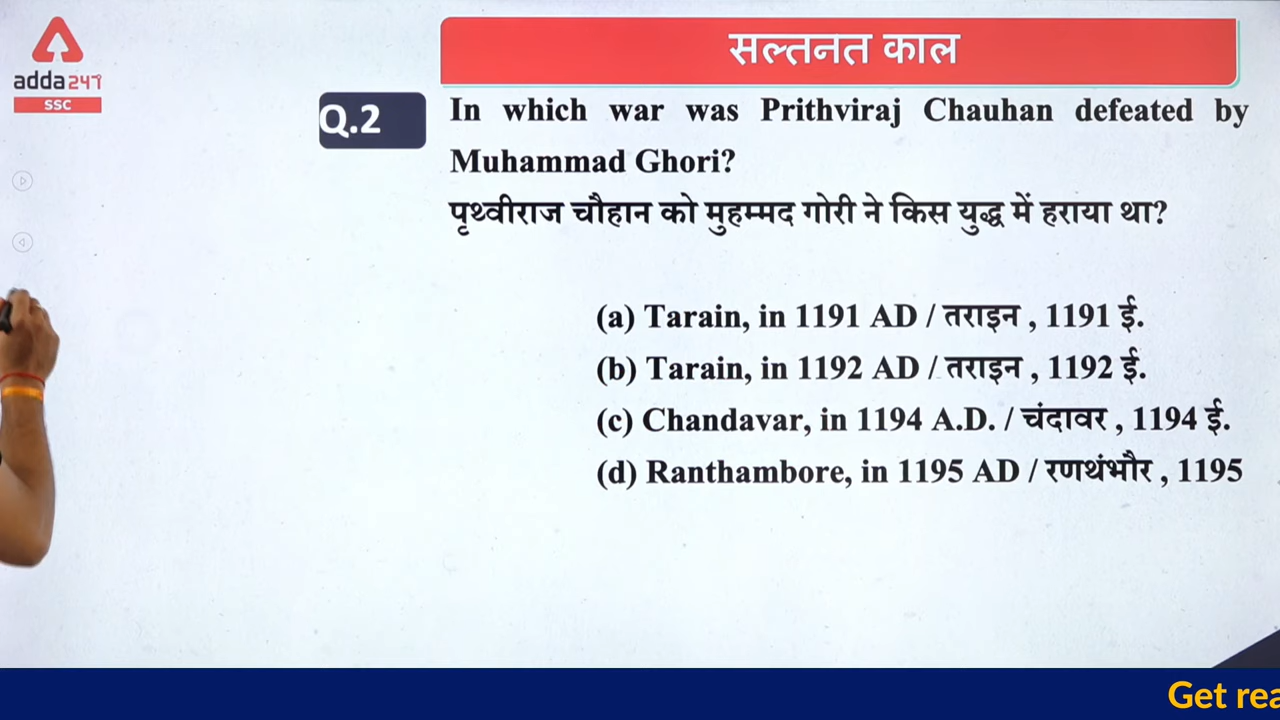 सल्तनत काल
adda247
SSC
Q.2
In which war was Prithviraj Chauhan defeated by
Muhammad Ghori?
पृथ्वीराज चौहान को मुहम्मद गोरी ने किस युद्ध में हराया था?
(a) Tarain, in 1191 AD / तराइन , 1191 ई.
(b) Tarain, in 1192 AD / तराइन , 1192 ई.
(c) Chandavar, in 1194 A.D. / चंदावर , 1194 ई.
(d) Ranthambore, in 1195 AD / रणथंभौर , 1195
Get rea